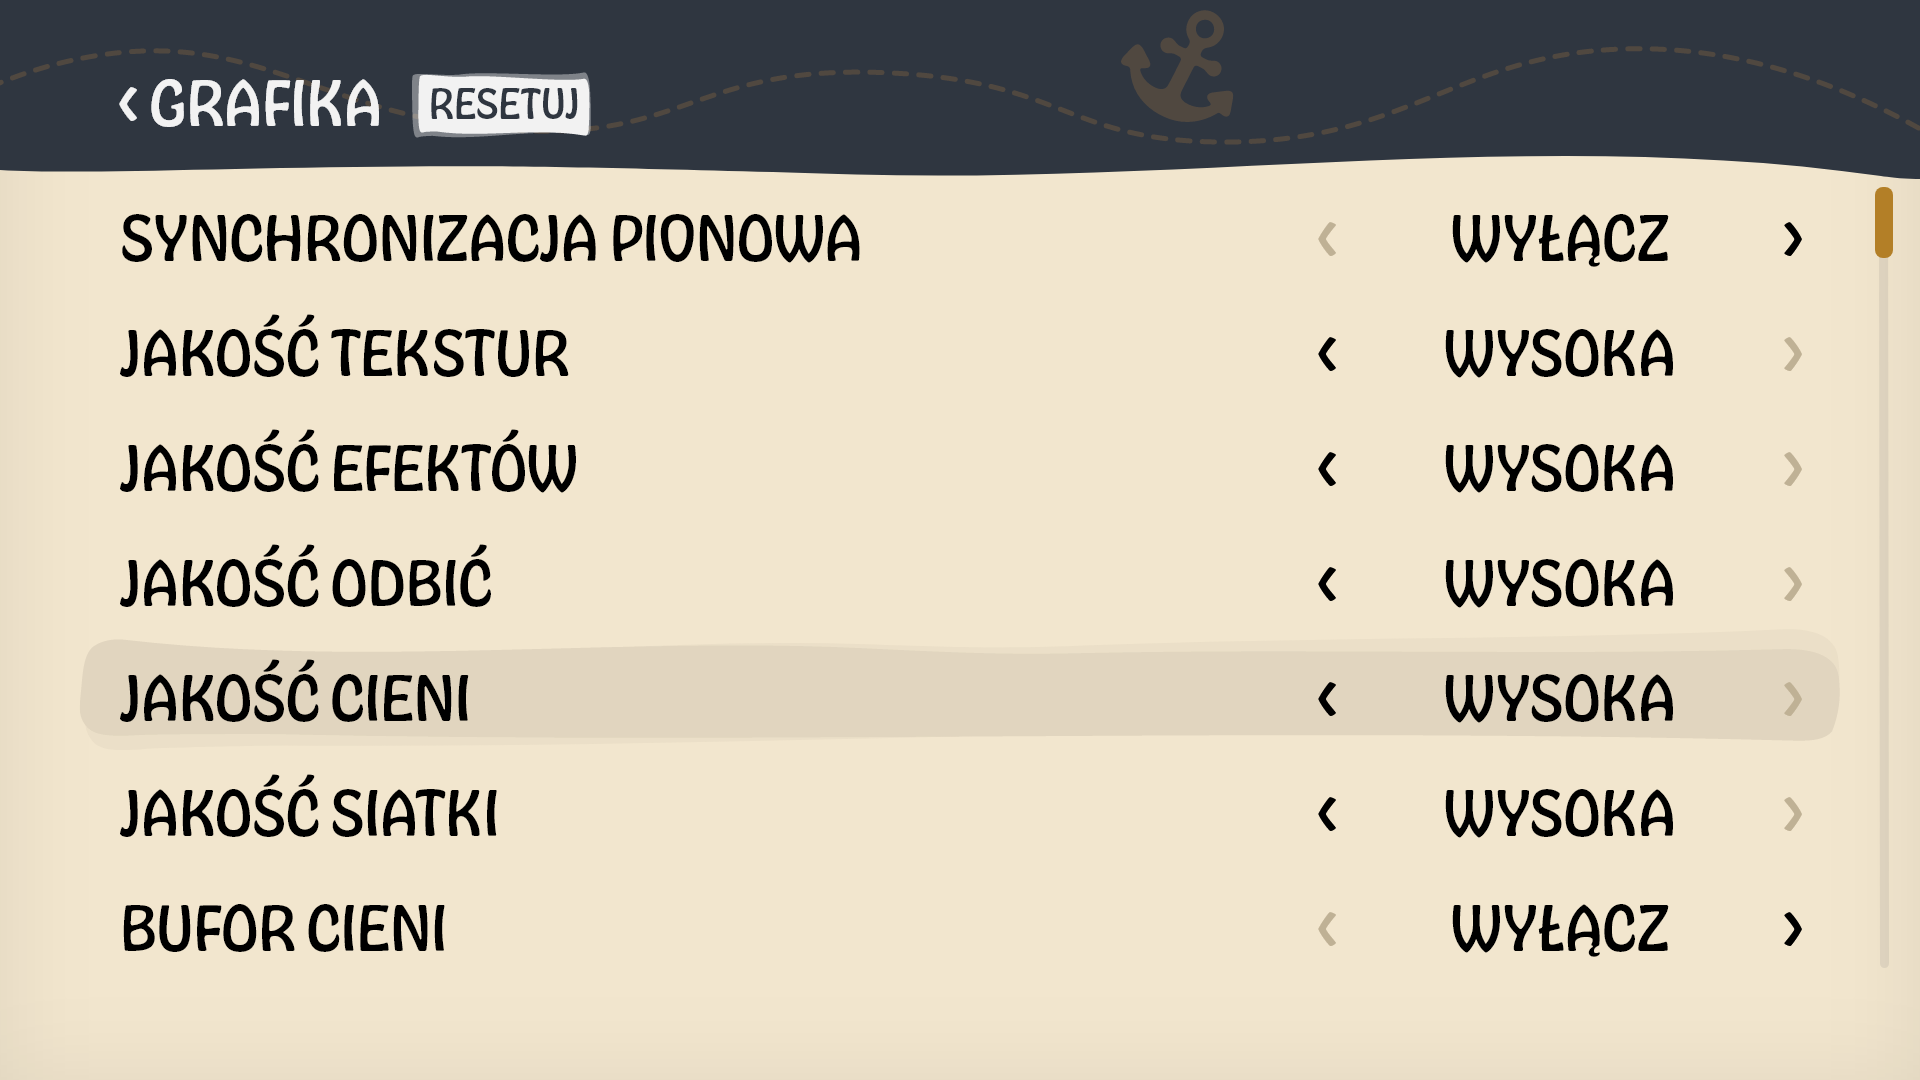 GRAFIKA RESETUJ
SYNCHRONIZACJA PIONOWA WYŁĄCZ
JAKOŚĆ TEKSTUR WYSOKA
JAKOŚĆ EFEKTÓW WYSOKA
JAKOŚĆ ODBIĆ WYSOKA
JAKOŚĆ CIENI WYSOKA
JAKOŚĆ SIATKI WYSOKA
BUFOR CIENI WYŁĄCZ